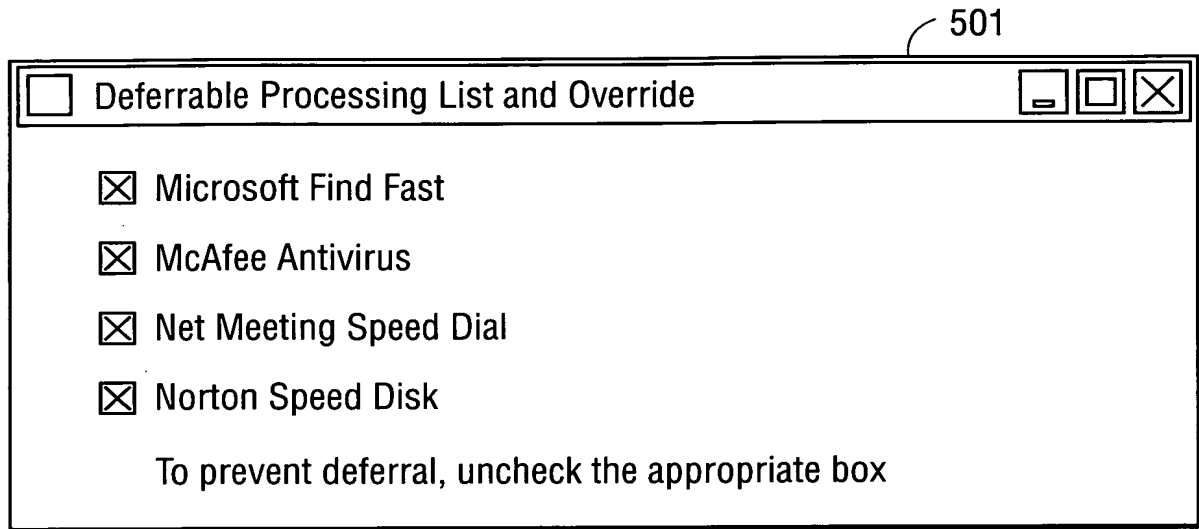 501
Deferrable Processing List and Override
Microsoft Find Fast
McAfee Antivirus
Net Meeting Speed Dial
Norton Speed Disk
To prevent deferral, uncheck the appropriate box